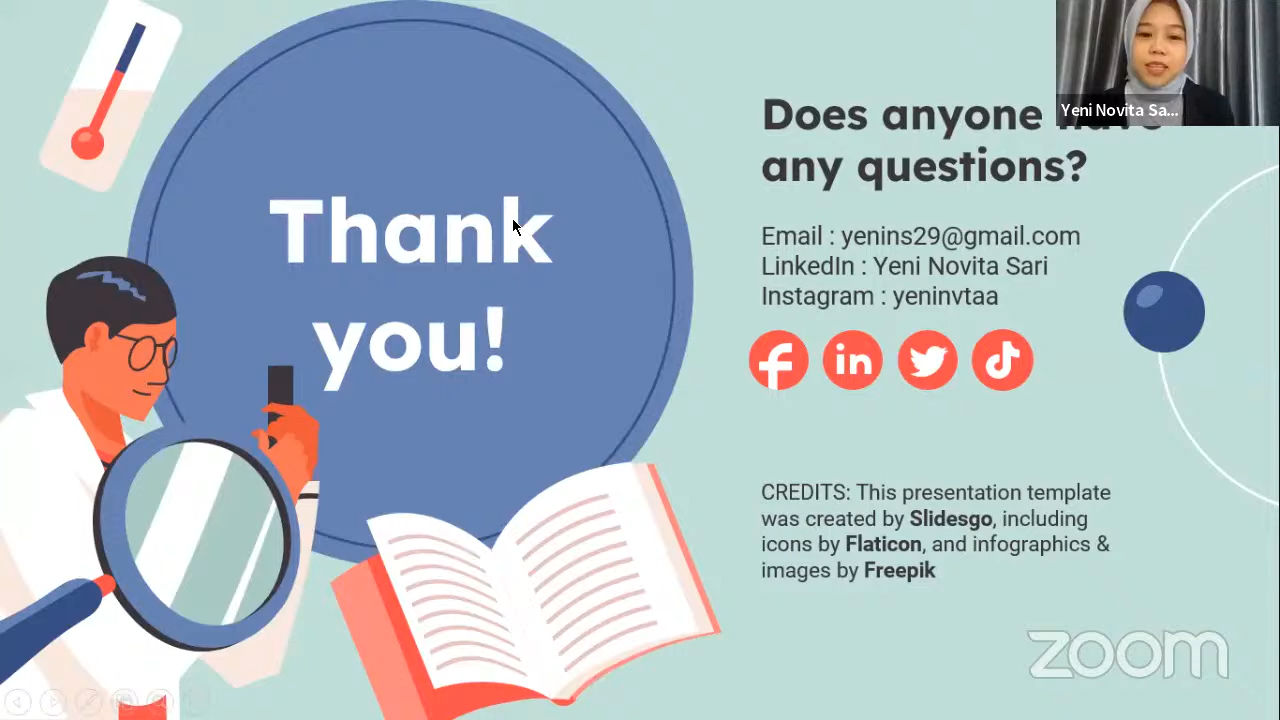 Thank
you!
Does anyone have
any questions?
Email : yenins29@gmail.com
LinkedIn : Yeni Novita Sari
Instagram : yeninvtaa
CREDITS: This presentation template
was created by Slidesgo, including
icons by Flaticon, and infographics &
images by Freepik
Yeni Novita Sa...
zoom